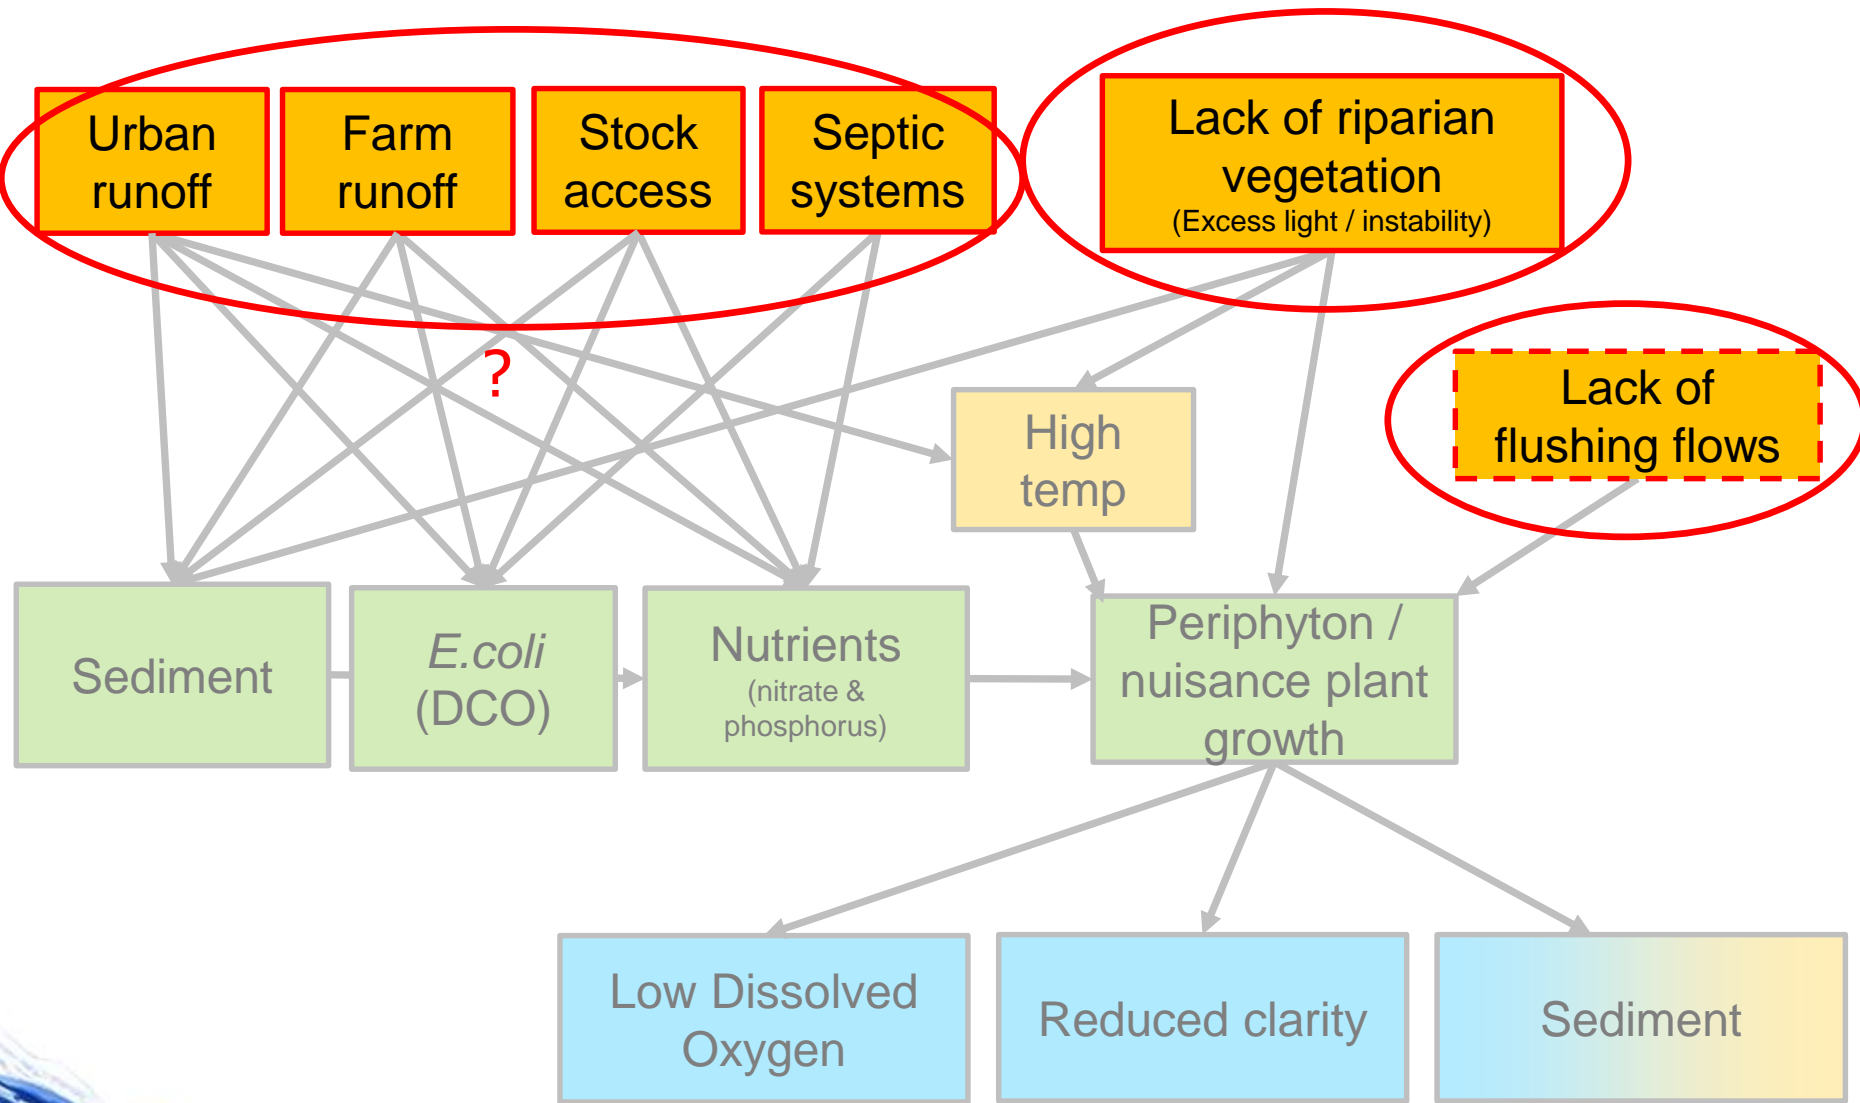 Urban
runoff
Farm
runoff
Stock
access
Septic
systems
Lack of riparian
vegetation
(Excess light / instability)
?
High
temp
Lack of
flushing flows
Sediment
E.coli
(DCO)
Nutrients
(nitrate &
phosphorus)
Periphyton /
nuisance plant
growth
Low Dissolved
Oxygen
Reduced clarity
Sediment